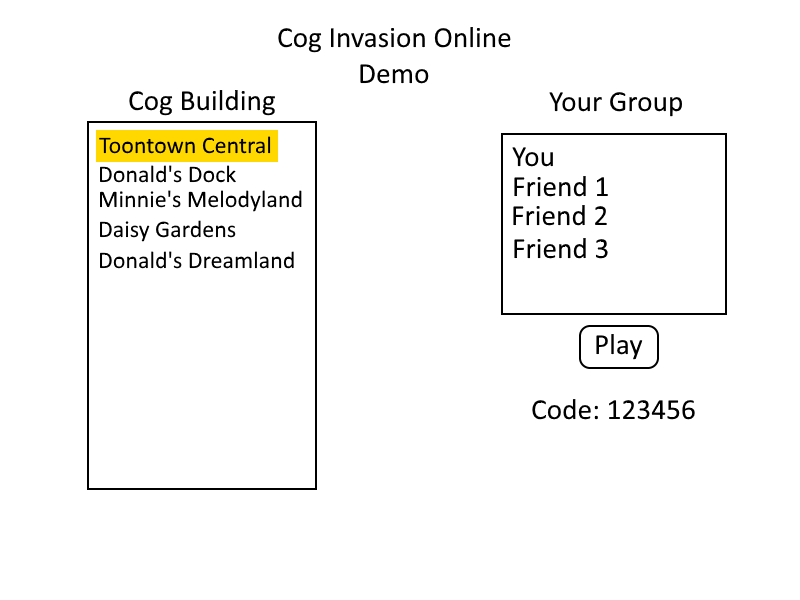 Cog Invasion Online
Demo
Cog Building
Toontown Central
Donald's Dock
Minnie's Melodyland
Daisy Gardens
Donald's Dreamland
Your Group
You
Friend 1
Friend 2
Friend 3
Play
Code: 123456